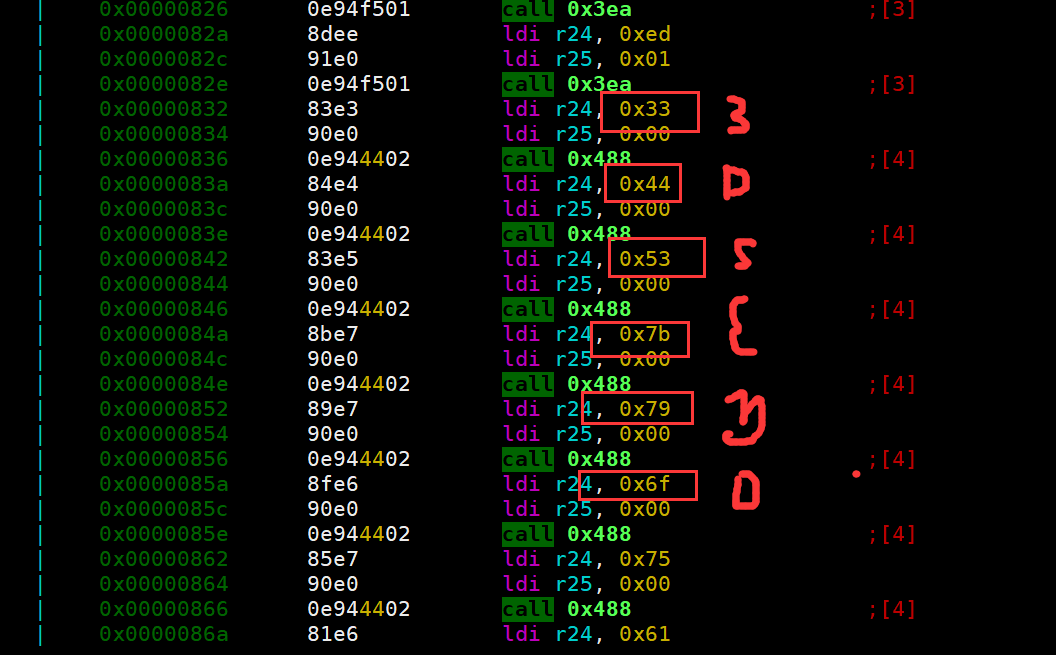 | 0x00000826 0e94f501 call 0x3ea ;[3]
| 0x0000082a 8dee ldi r24, 0xed
| 0x0000082c 91e0 ldi r25, 0x01
| 0x0000082e 0e94f501 call 0x3ea ;[3]
| 0x00000832 83e3 ldi r24, 0x33 3
| 0x00000834 90e0 ldi r25, 0x00
| 0x00000836 0e944402 call 0x488 ;[4]
| 0x0000083a 84e4 ldi r24, 0x44 D
| 0x0000083c 90e0 ldi r25, 0x00
| 0x0000083e 0e944402 call 0x488 ;[4]
| 0x00000842 83e5 ldi r24, 0x53 S
| 0x00000844 90e0 ldi r25, 0x00
| 0x00000846 0e944402 call 0x488 ;[4]
| 0x0000084a 8be7 ldi r24, 0x7b {
| 0x0000084c 90e0 ldi r25, 0x00
| 0x0000084e 0e944402 call 0x488 ;[4]
| 0x00000852 89e7 ldi r24, 0x79 y
| 0x00000854 90e0 ldi r25, 0x00
| 0x00000856 0e944402 call 0x488 ;[4]
| 0x0000085a 8fe6 ldi r24, 0x6f o
| 0x0000085c 90e0 ldi r25, 0x00
| 0x0000085e 0e944402 call 0x488 ;[4]
| 0x00000862 85e7 ldi r24, 0x75
| 0x00000864 90e0 ldi r25, 0x00
| 0x00000866 0e944402 call 0x488 ;[4]
| 0x0000086a 81e6 ldi r24, 0x61